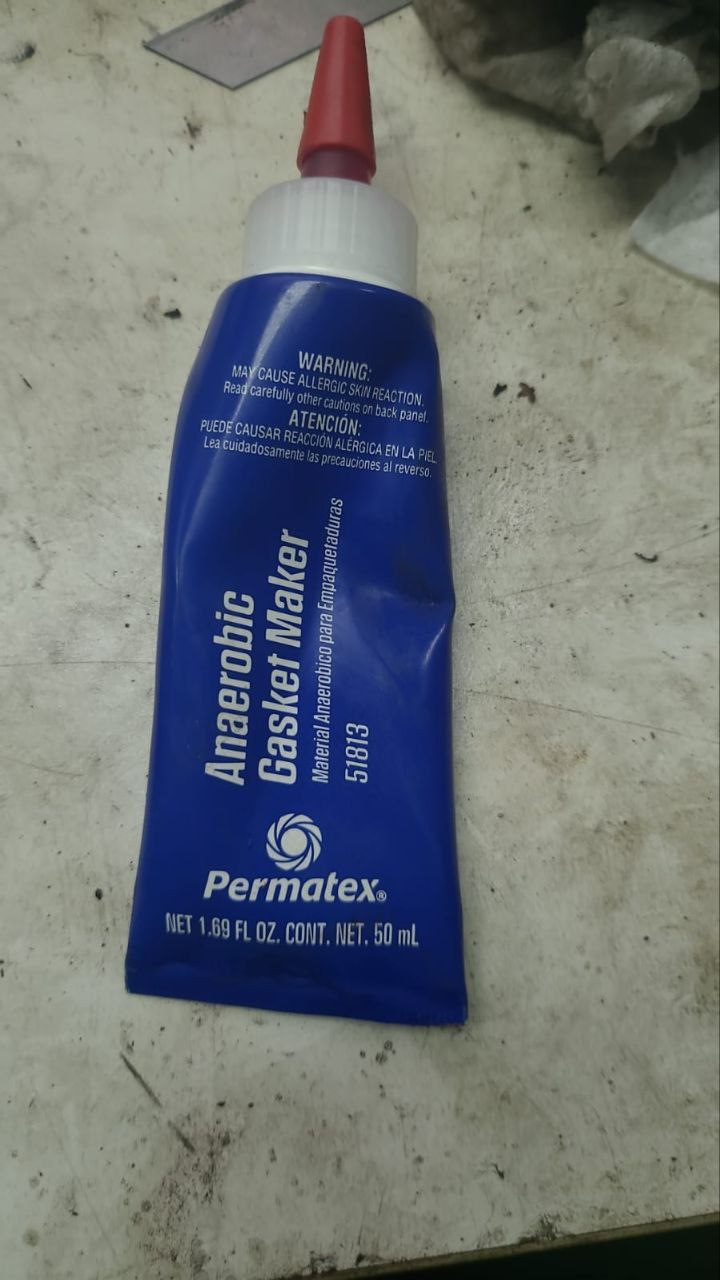 WARNING:
MAY CAUSE ALLERGIC SKIN REACTION.
Read carefully other cautions on back panel.
ATENCIÓN:
PUEDE CAUSAR REACCIÓN ALÉRGICA EN LA PIEL.
Lea cuidadosamente las precauciones al reverso.
Anaerobic
Gasket Maker
Material Anaerobico para Empaquetaduras
51813
Permatex®
NET 1.69 FL OZ. CONT. NET. 50 mL